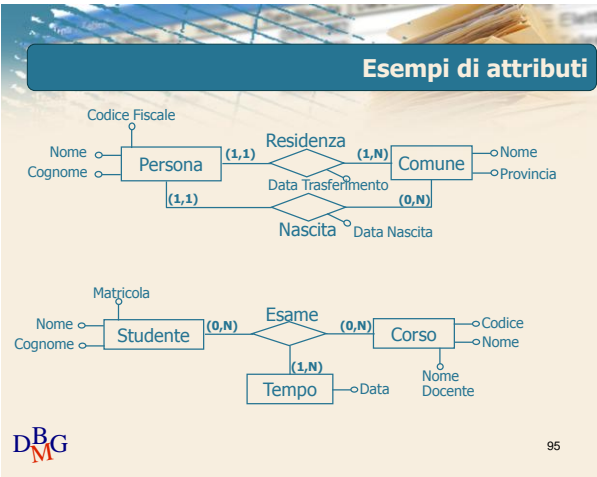 Esempi di attributi
Codice Fiscale
Residenza
Nome
(1,1)
(1,N)
Nome
Persona
Comune
Cognome
Provincia
Data Trasferimento
(1,1)
(0,N)
Nascita
Data Nascita
Matricola
Esame
Nome
(0,N)
(0,N)
Codice
Studente
Corso
Cognome
Nome
(1,N)
Nome
Docente
Tempo
Data
DBMG
95